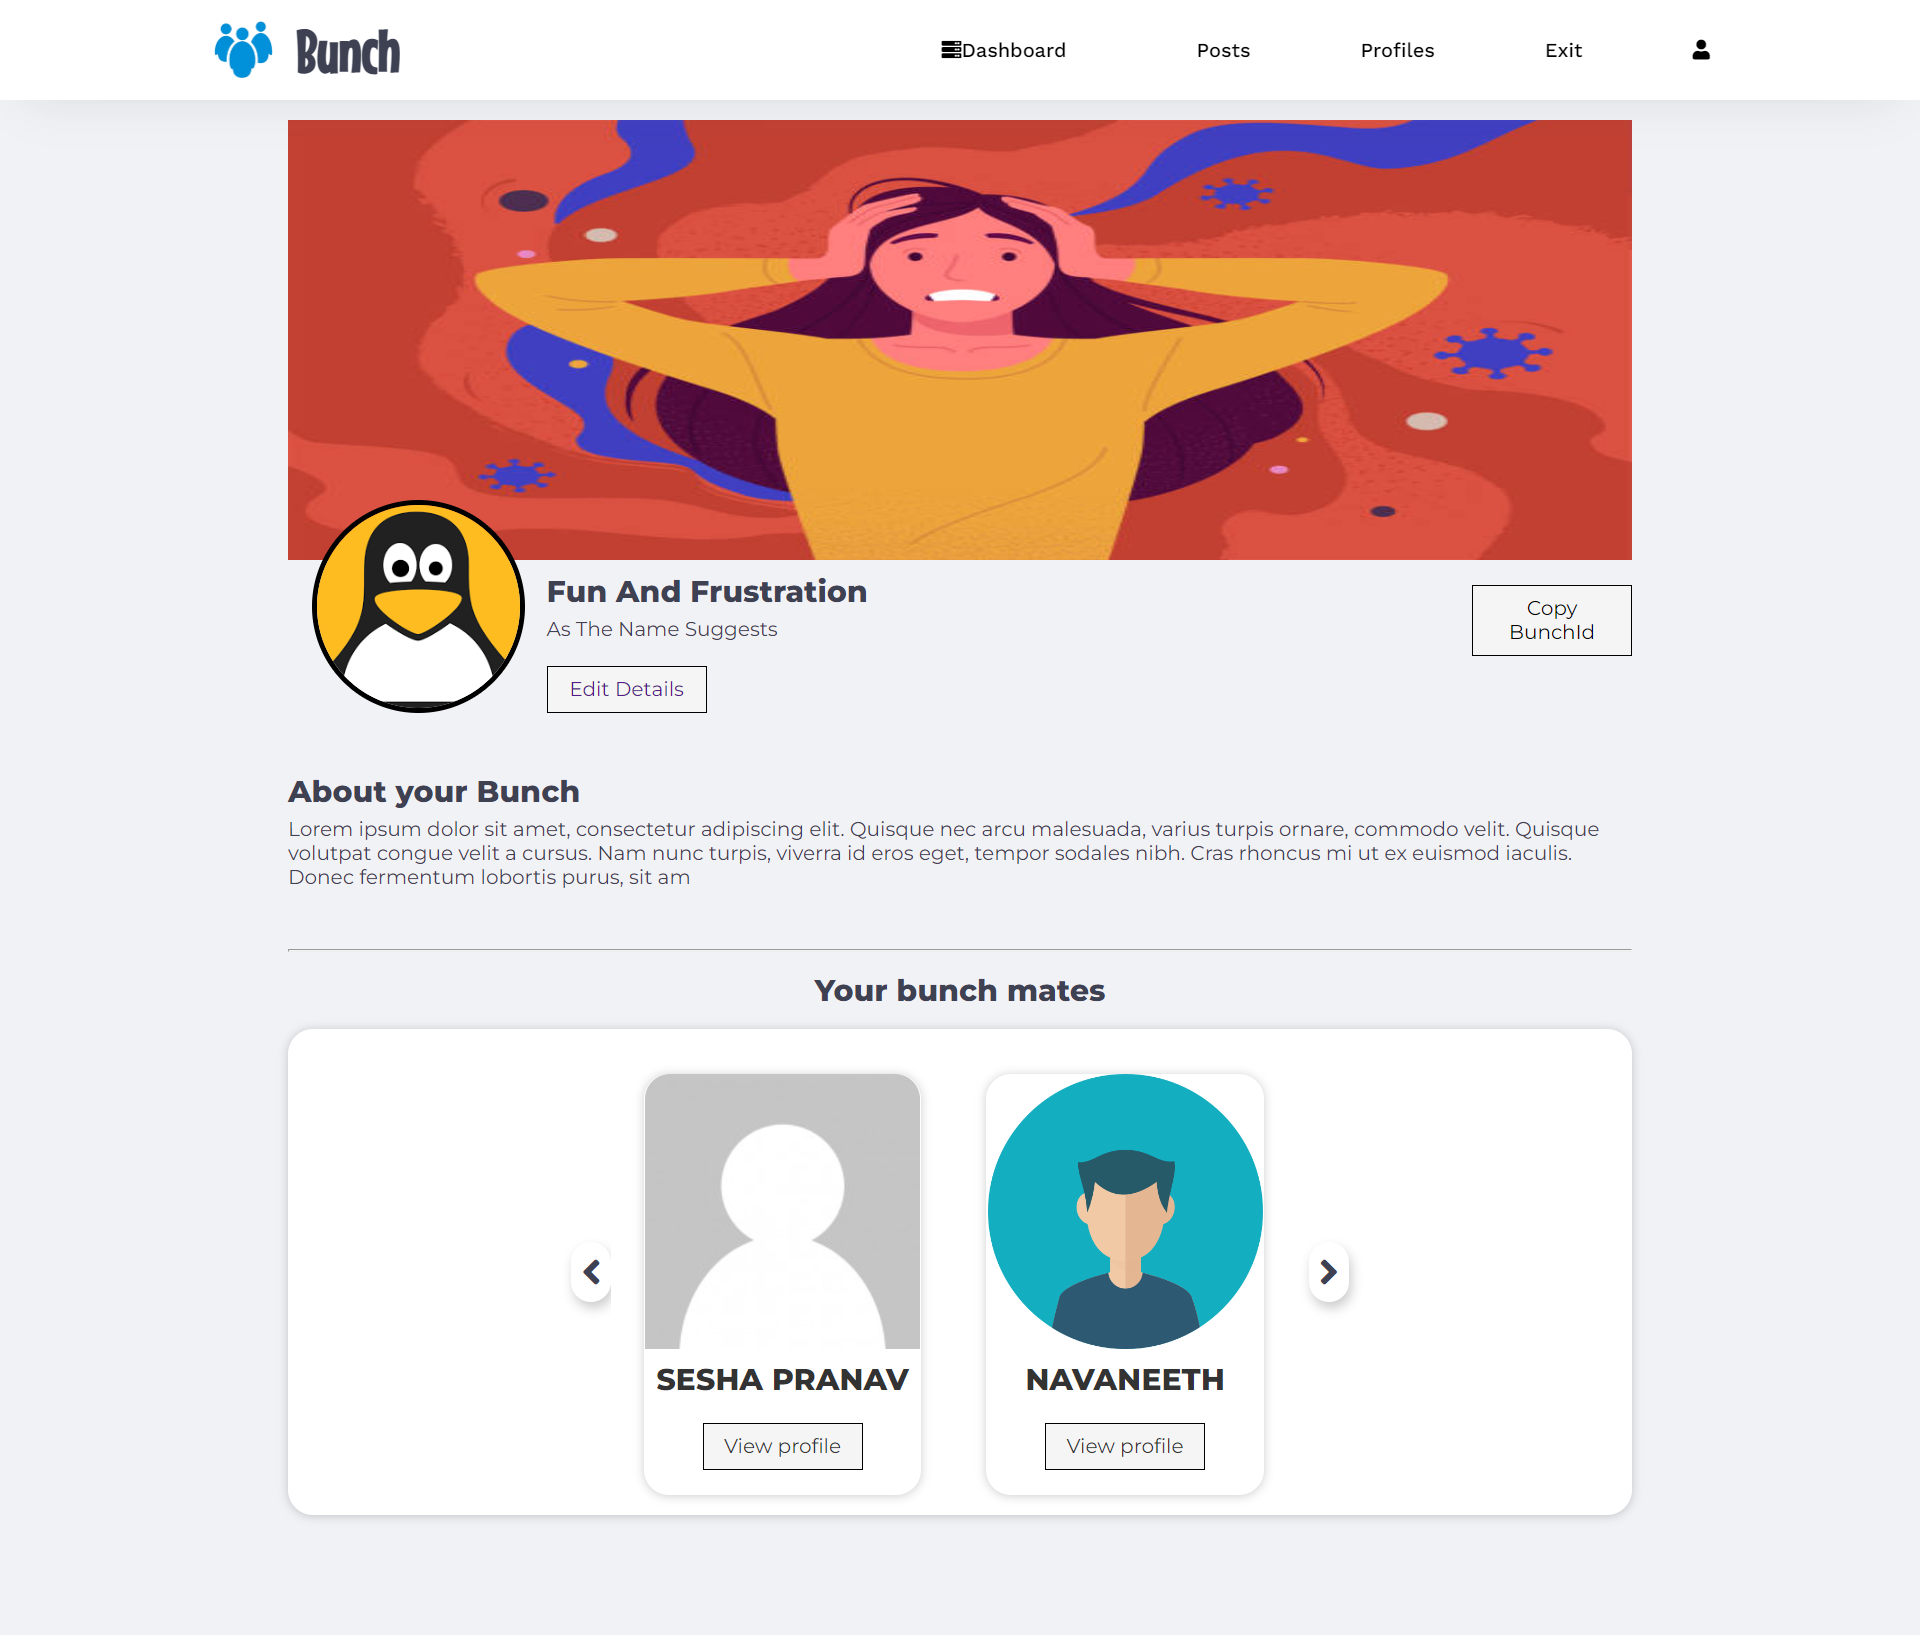 Bunch
Dashboard
Posts
Profiles
Exit
Fun And Frustration
As The Name Suggests
Edit Details
Copy
BunchId
About your Bunch
Lorem ipsum dolor sit amet, consectetur adipiscing elit. Quisque nec arcu malesuada, varius turpis ornare, commodo velit. Quisque
volutpat congue velit a cursus. Nam nunc turpis, viverra id eros eget, tempor sodales nibh. Cras rhoncus mi ut ex euismod iaculis.
Donec fermentum lobortis purus, sit am
Your bunch mates
SESHA PRANAV
View profile
NAVANEETH
View profile